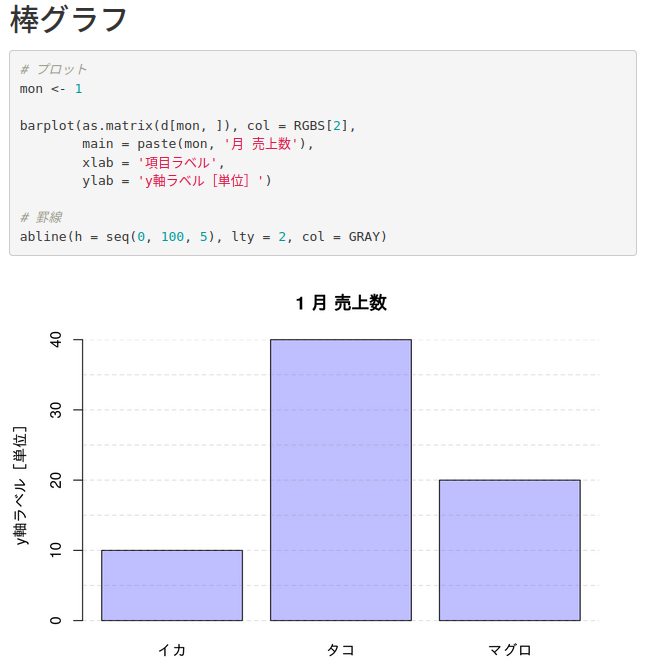 棒グラフ
# プロット
mon <- 1
barplot(as.matrix(d[mon, ]), col = RGBS[2],
main = paste(mon, '月 売上数'),
xlab = '項目ラベル',
ylab = 'y軸ラベル［単位］')
# 罫線
abline(h = seq(0, 100, 5), lty = 2, col = GRAY)
1 月 売上数
y軸ラベル［単位］
40
30
20
10
0
イカ タコ マグロ